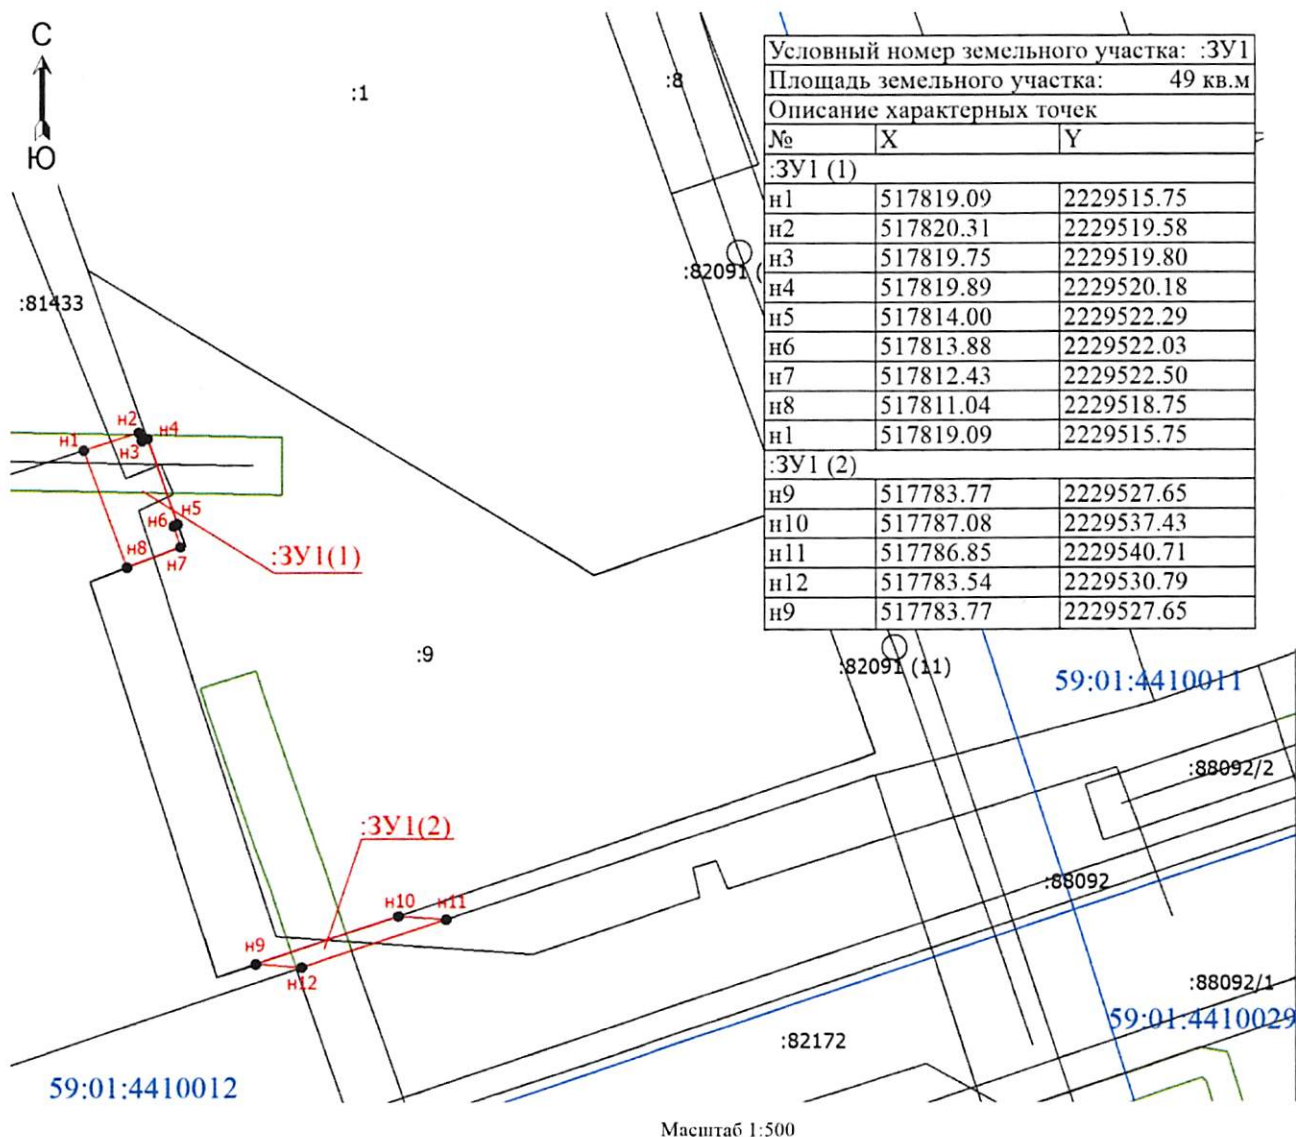 С
Ю
:1
:8
Условный номер земельного участка: :ЗУ1
Площадь земельного участка: 49 кв.м
Описание характерных точек
№ X Y
:ЗУ1 (1)
н1 517819.09 2229515.75
н2 517820.31 2229519.58
н3 517819.75 2229519.80
н4 517819.89 2229520.18
н5 517814.00 2229522.29
н6 517813.88 2229522.03
н7 517812.43 2229522.50
н8 517811.04 2229518.75
н1 517819.09 2229515.75
:ЗУ1 (2)
н9 517783.77 2229527.65
н10 517787.08 2229537.43
н11 517786.85 2229540.71
н12 517783.54 2229530.79
н9 517783.77 2229527.65
:82091 (
:81433
н1
н2
н3
н4
н5
н6
н7
н8
:ЗУ1(1)
:9
:82091 (11)
59:01:4410011
:88092/2
:ЗУ1(2)
:88092
н10
н11
н9
н12
:88092/1
59:01:4410029
:82172
59:01:4410012
Масштаб 1:500